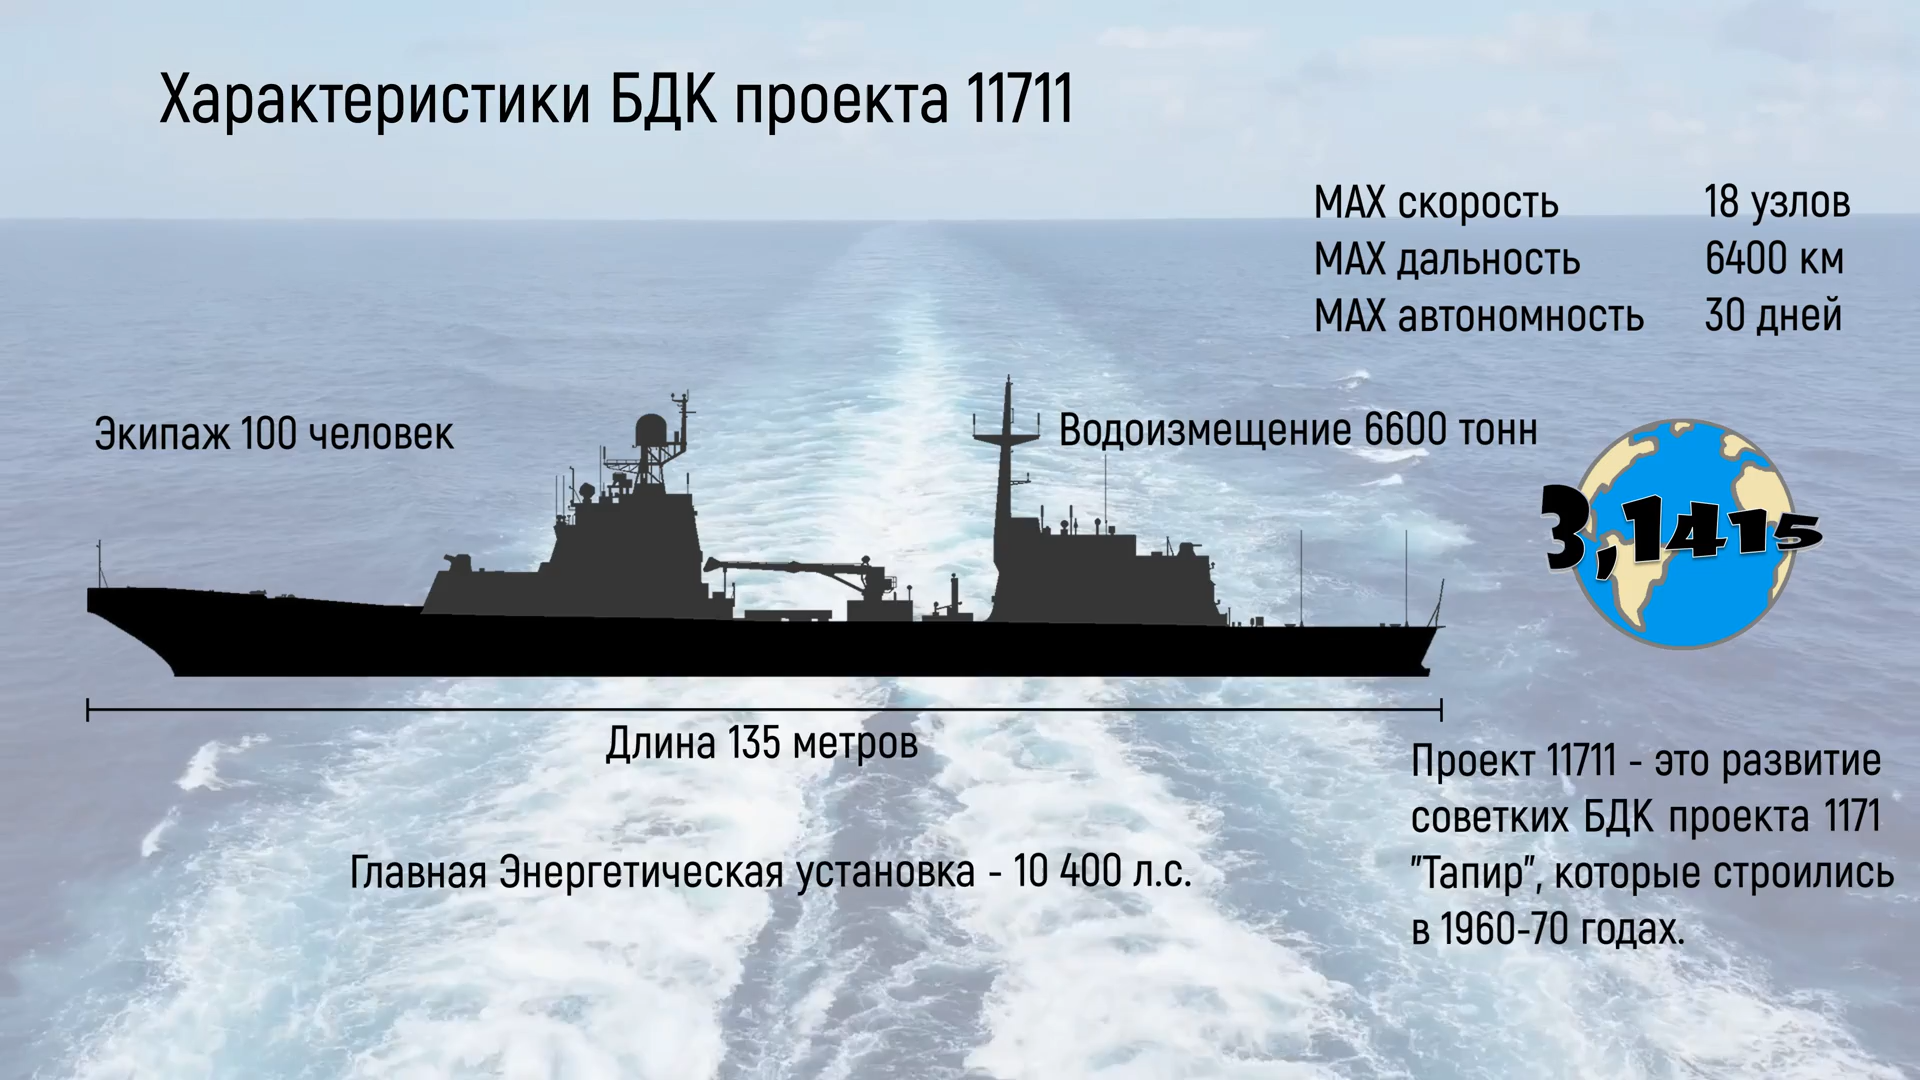 Характеристики БДК проекта 11711
MAX скорость 18 узлов
MAX дальность 6400 км
MAX автономность 30 дней
Экипаж 100 человек
Водоизмещение 6600 тонн
3,1415
Длина 135 метров
Главная Энергетическая установка - 10 400 л.с.
Проект 11711 - это развитие
советких БДК проекта 1171
"Тапир", которые строились
в 1960-70 годах.